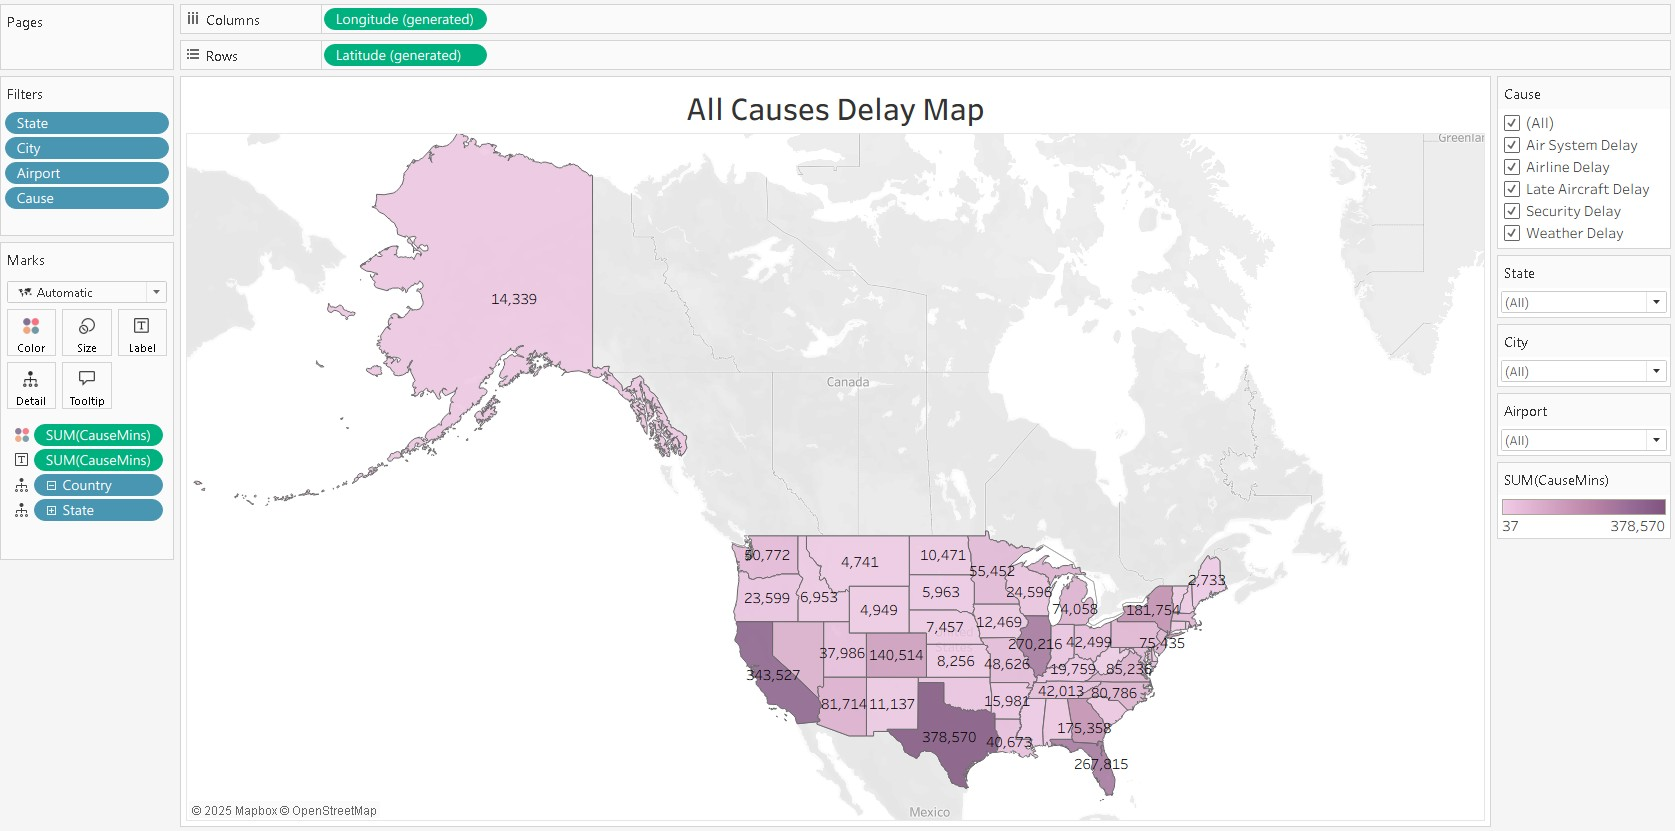 Pages
Columns
Longitude (generated)
Rows
Latitude (generated)
Filters
State
City
Airport
Cause
Marks
Automatic
Color
Size
Label
Detail
Tooltip
SUM(CauseMins)
SUM(CauseMins)
Country
State
All Causes Delay Map
Greenlan
14,339
Canada
50,772
4,741
10,471
55,452
2,733
23,599
6,953
4,949
5,963
24,596
74,058
181,754
7,457
12,469
37,986
140,514
8,256
48,626
270,216
42,499
75,435
343,527
19,759
85,236
81,714
11,137
15,981
42,013
80,786
378,570
40,673
175,358
267,815
Mexico
© 2025 Mapbox © OpenStreetMap
Cause
(All)
Air System Delay
Airline Delay
Late Aircraft Delay
Security Delay
Weather Delay
State
(All)
City
(All)
Airport
(All)
SUM(CauseMins)
37
378,570